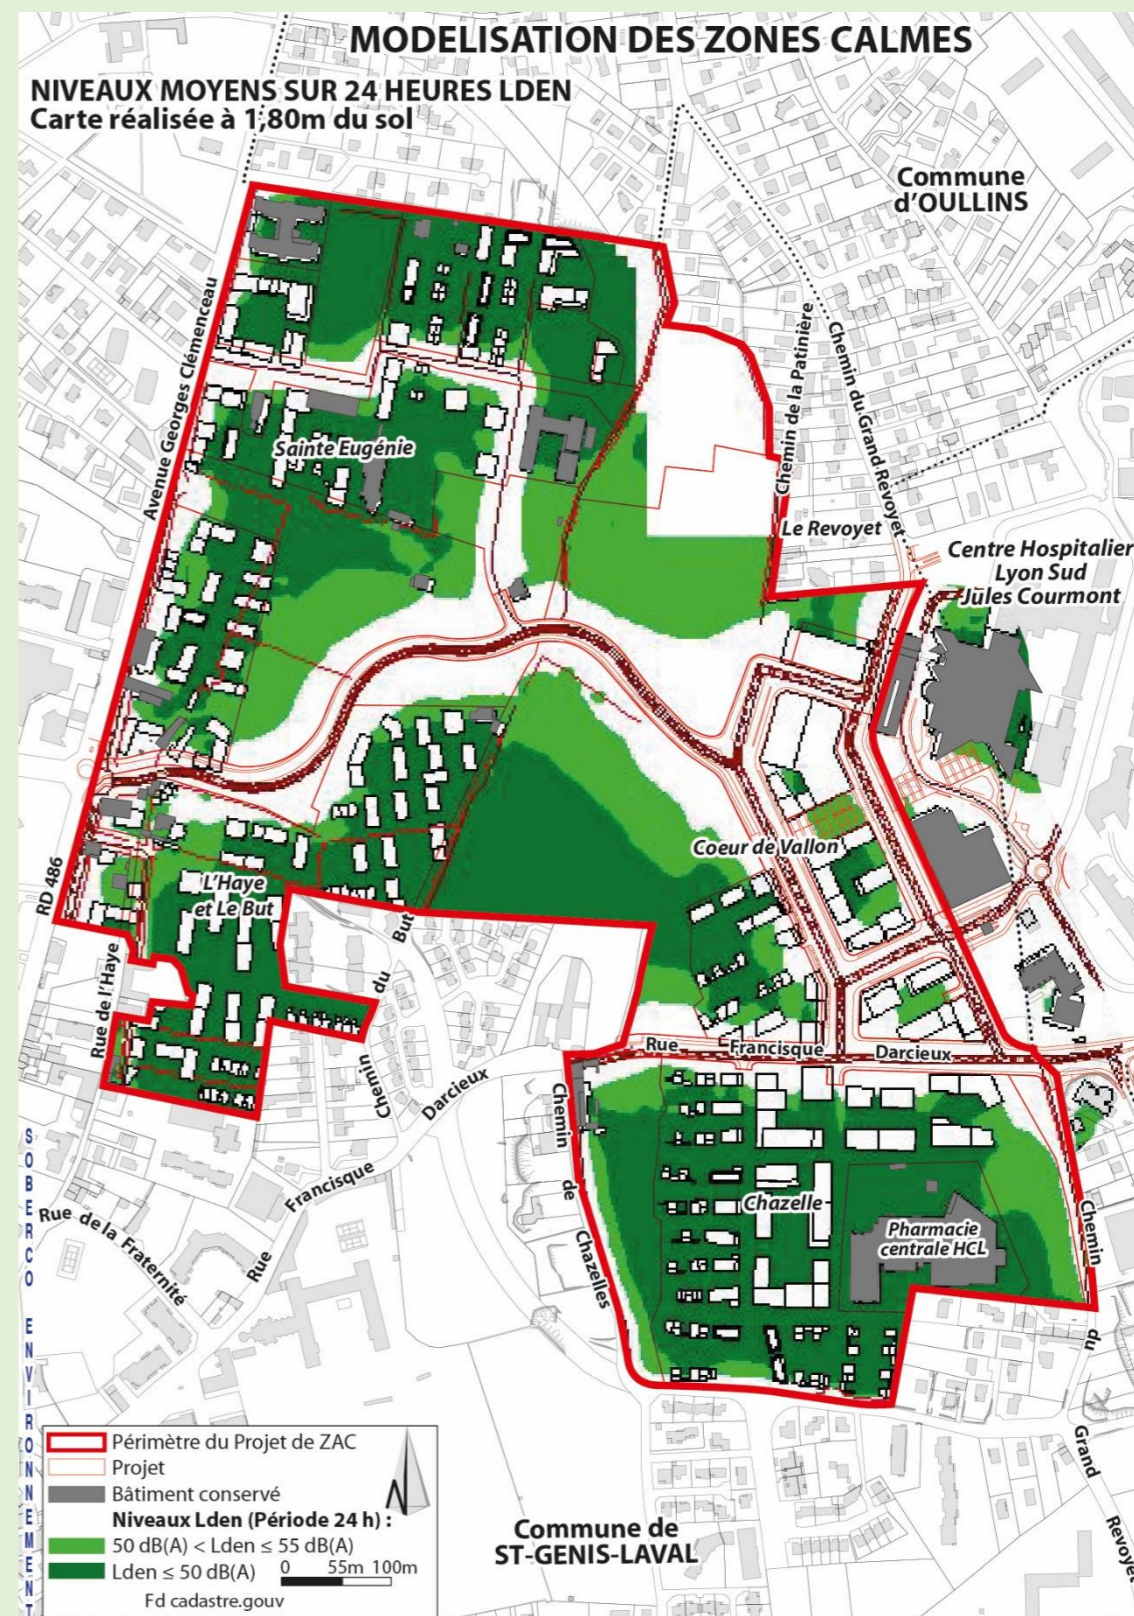 MODELISATION DES ZONES CALMES
NIVEAUX MOYENS SUR 24 HEURES LDEN
Carte réalisée à 1,80m du sol
Commune
d'OULLINS
Avenue Georges Clémenceau
Chemin de la Patinière
Chemin du Grand Revoyet
Sainte Eugénie
Le Revoyet
Centre Hospitalier
Lyon Sud
Jules Courmont
Coeur de Vallon
RD 486
L'Haye
et Le But
Rue de l'Haye
Chemin du But
Rue Francisque Darcieux
Rue Francisque Darcieux
Chemin de Chazelles
Chazelle
Pharmacie
centrale HCL
Chemin du Grand Revoyet
Rue de la Fraternité
SOBERCO ENVIRONNEMENT
Périmètre du Projet de ZAC
Projet
Bâtiment conservé
Niveaux Lden (Période 24 h) :
50 dB(A) < Lden ≤ 55 dB(A)
Lden ≤ 50 dB(A)
0 55m 100m
Fd cadastre.gouv
N
Commune de
ST-GENIS-LAVAL